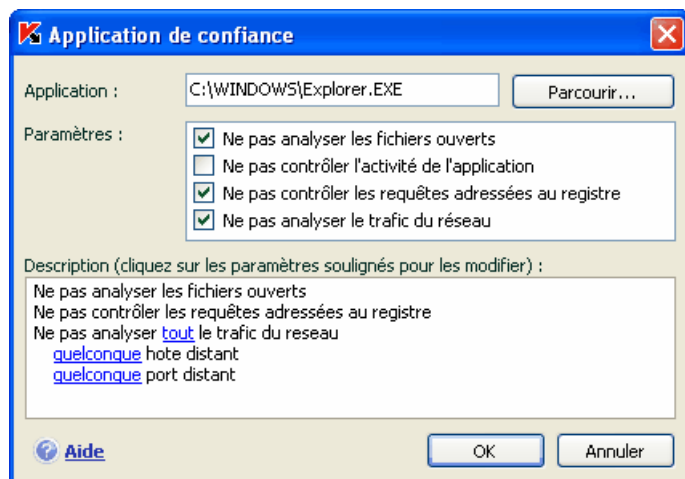 Application de confiance
Application :
C:\WINDOWS\Explorer.EXE
Parcourir...
Paramètres :
Ne pas analyser les fichiers ouverts
Ne pas contrôler l'activité de l'application
Ne pas contrôler les requêtes adressées au registre
Ne pas analyser le trafic du réseau
Description (cliquez sur les paramètres soulignés pour les modifier) :
Ne pas analyser les fichiers ouverts
Ne pas contrôler les requêtes adressées au registre
Ne pas analyser tout le trafic du reseau
quelconque hote distant
quelconque port distant
Aide
OK
Annuler